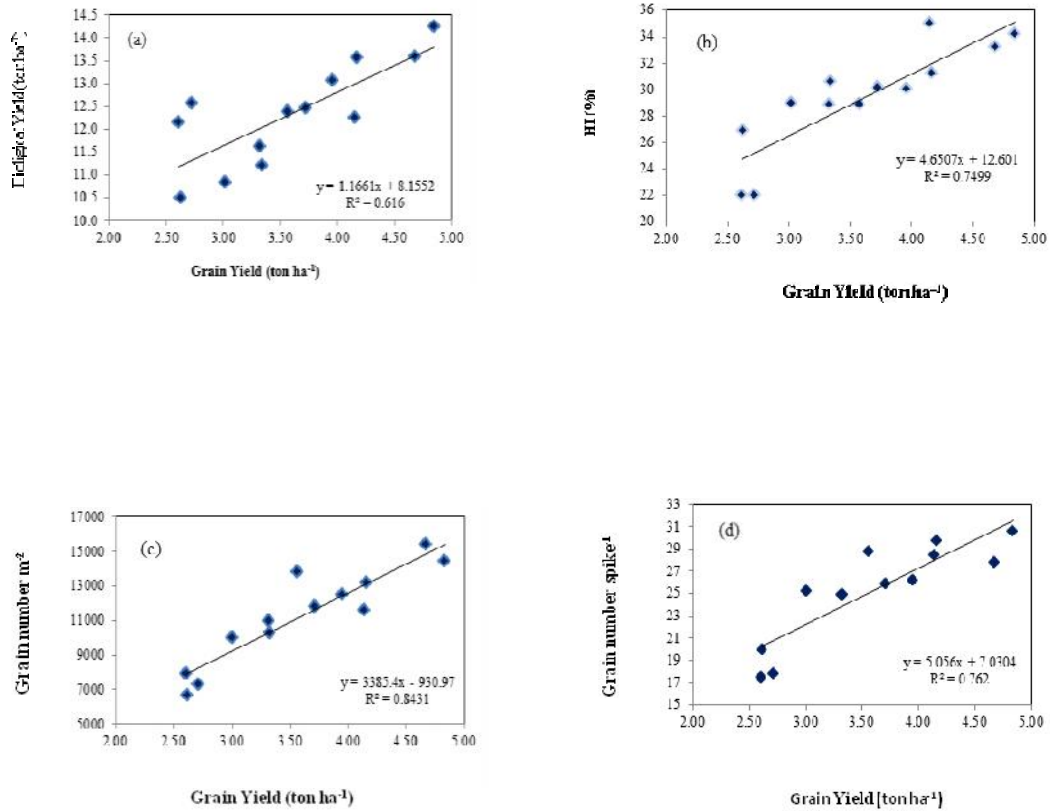 (a)
14.5
14.0
13.5
13.0
12.5
12.0
11.5
11.0
10.5
10.0
2.00 2.50 3.00 3.50 4.00 4.50 5.00
y = 1.1661x + 8.1552
R² = 0.616
Grain Yield (ton ha⁻¹)
(b)
HI (%)
36
34
32
30
28
26
24
22
20
2.00 2.50 3.00 3.50 4.00 4.50 5.00
y = 4.6507x + 12.601
R² = 0.7499
Grain Yield (ton ha⁻¹)
(c)
Grain number m⁻²
17000
15000
13000
11000
9000
7000
5000
2.00 2.50 3.00 3.50 4.00 4.50 5.00
y = 3385.4x - 930.97
R² = 0.8431
Grain Yield (ton ha⁻¹)
(d)
Grain number spike⁻¹
33
31
29
27
25
23
21
19
17
15
2.00 2.50 3.00 3.50 4.00 4.50 5.00
y = 5.056x + 7.0304
R² = 0.762
Grain Yield (ton ha⁻¹)